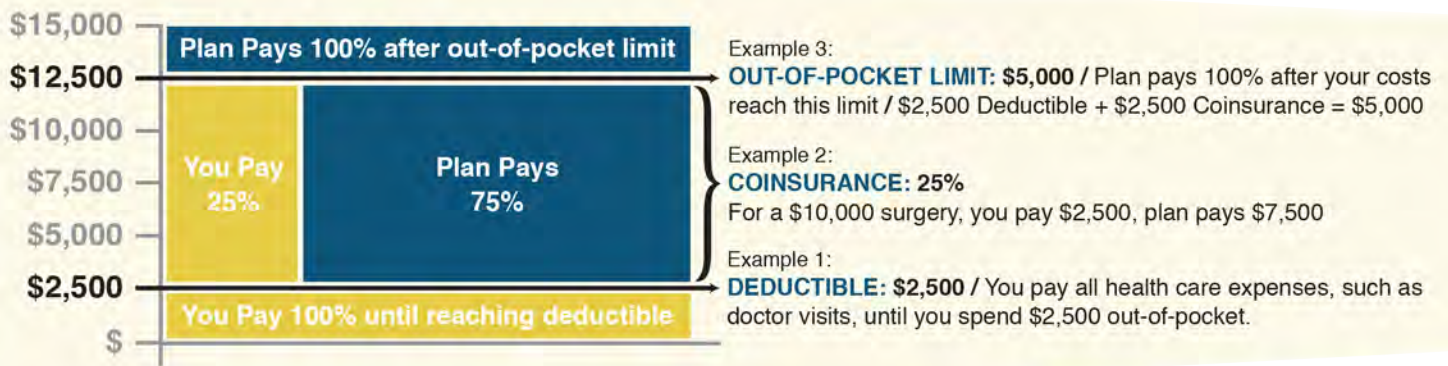 $15,000
$12,500
$10,000
$7,500
$5,000
$2,500
$
Plan Pays 100% after out-of-pocket limit
You Pay
25%
Plan Pays
75%
You Pay 100% until reaching deductible
Example 3:
OUT-OF-POCKET LIMIT: $5,000 / Plan pays 100% after your costs
reach this limit / $2,500 Deductible + $2,500 Coinsurance = $5,000
Example 2:
COINSURANCE: 25%
For a $10,000 surgery, you pay $2,500, plan pays $7,500
Example 1:
DEDUCTIBLE: $2,500 / You pay all health care expenses, such as
doctor visits, until you spend $2,500 out-of-pocket.